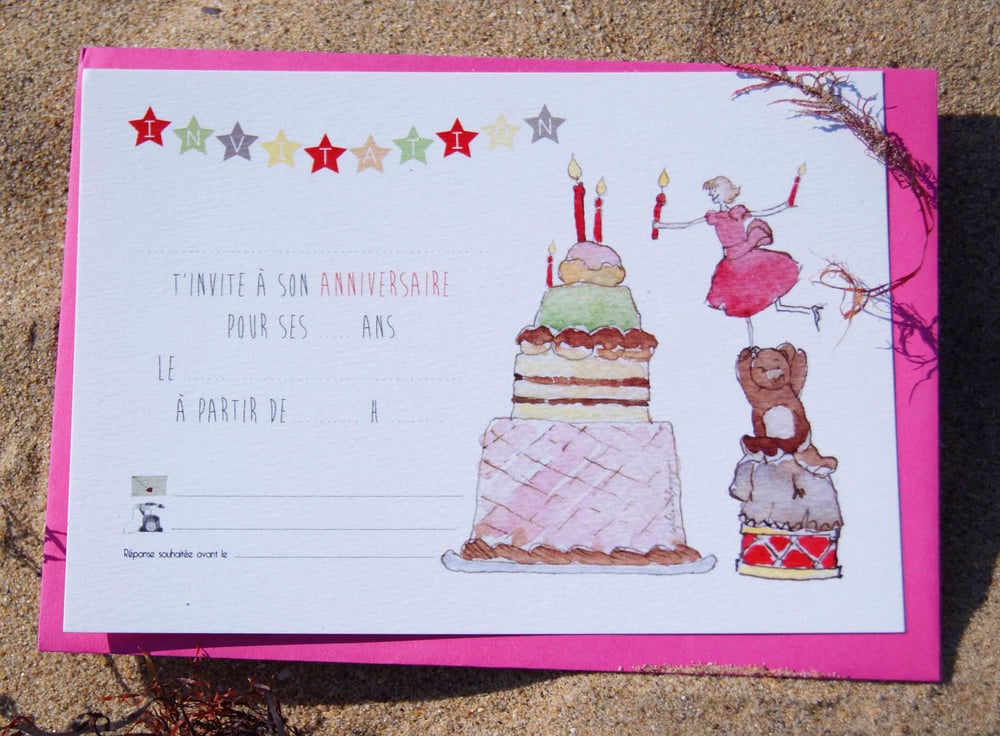 INVITATION
T'INVITE À SON ANNIVERSAIRE
POUR SES ..... ANS
LE ........................................
À PARTIR DE .......... H ........
Réponse souhaitée avant le